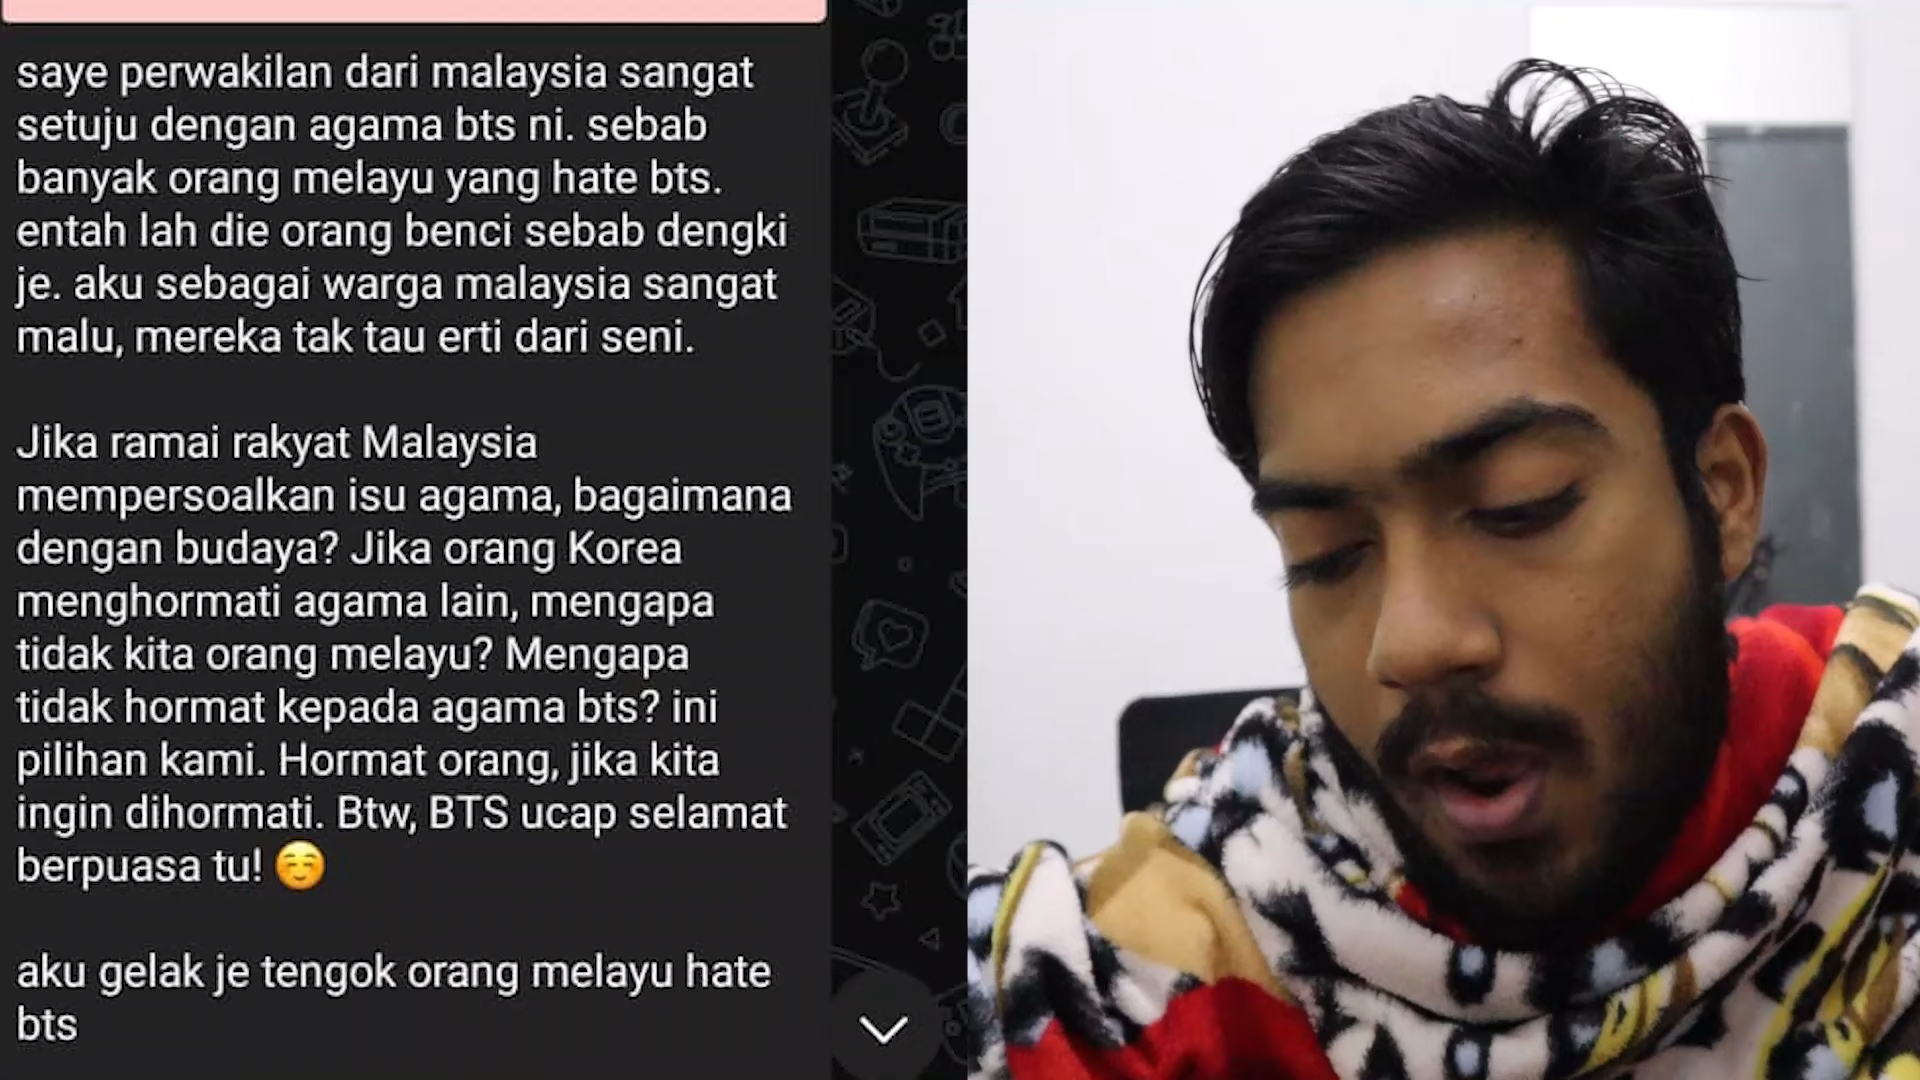 saye perwakilan dari malaysia sangat
setuju dengan agama bts ni. sebab
banyak orang melayu yang hate bts.
entah lah die orang benci sebab dengki
je. aku sebagai warga malaysia sangat
malu, mereka tak tau erti dari seni.
Jika ramai rakyat Malaysia
mempersoalkan isu agama, bagaimana
dengan budaya? Jika orang Korea
menghormati agama lain, mengapa
tidak kita orang melayu? Mengapa
tidak hormat kepada agama bts? ini
pilihan kami. Hormat orang, jika kita
ingin dihormati. Btw, BTS ucap selamat
berpuasa tu! ☺️
aku gelak je tengok orang melayu hate
bts